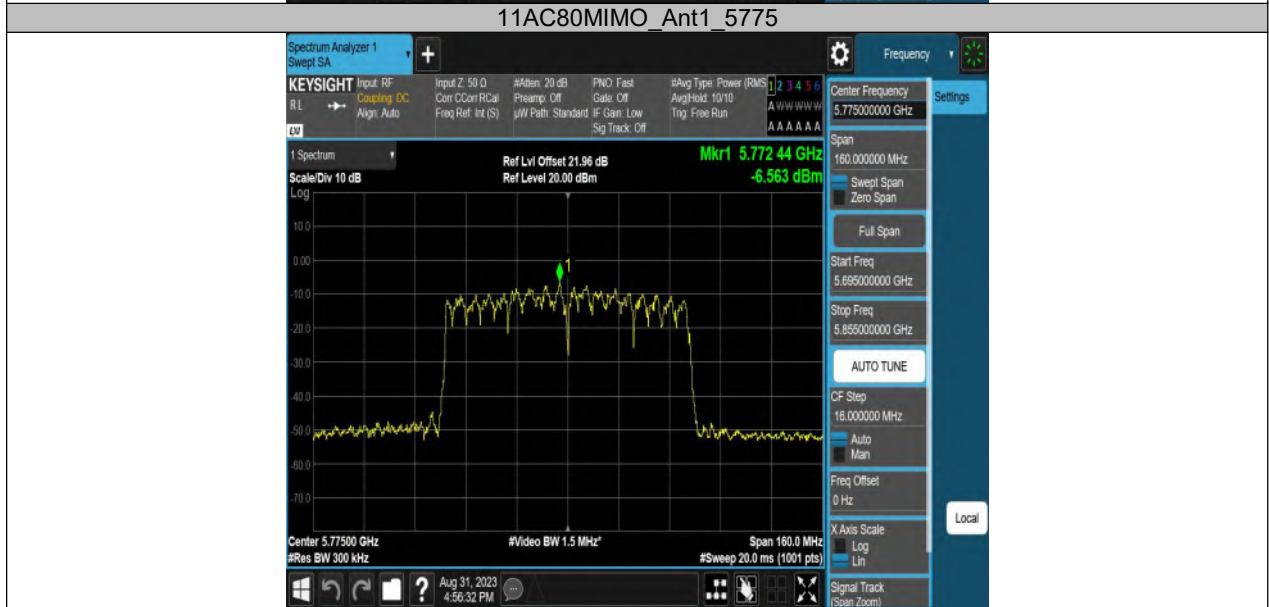 11AC80MIMO_Ant1_5775
Spectrum Analyzer 1
Swept SA
+
Frequency
KEYSIGHT
RL
LXI
Input: RF
Coupling: DC
Align: Auto
Input Z: 50 Ω
Corr CCorr RCal
Freq Ref: Int (S)
#Atten: 20 dB
Preamp: Off
µW Path: Standard
PNO: Fast
Gate: Off
IF Gain: Low
Sig Track: Off
#Avg Type: Power (RMS
Avg|Hold: 10/10
Trig: Free Run
1 2 3 4 5 6
A W W W W W
A A A A A A
1 Spectrum
Scale/Div 10 dB
Log
Ref Lvl Offset 21.96 dB
Ref Level 20.00 dBm
Mkr1 5.772 44 GHz
-6.563 dBm
10.0
0.00
-10.0
-20.0
-30.0
-40.0
-50.0
-60.0
-70.0
1
Center 5.77500 GHz
#Res BW 300 kHz
#Video BW 1.5 MHz*
Span 160.0 MHz
#Sweep 20.0 ms (1001 pts)
?
Aug 31, 2023
4:56:32 PM
Center Frequency
5.775000000 GHz
Settings
Span
160.000000 MHz
Swept Span
Zero Span
Full Span
Start Freq
5.695000000 GHz
Stop Freq
5.855000000 GHz
AUTO TUNE
CF Step
16.000000 MHz
Auto
Man
Freq Offset
0 Hz
X Axis Scale
Log
Lin
Local
Signal Track
(Span Zoom)